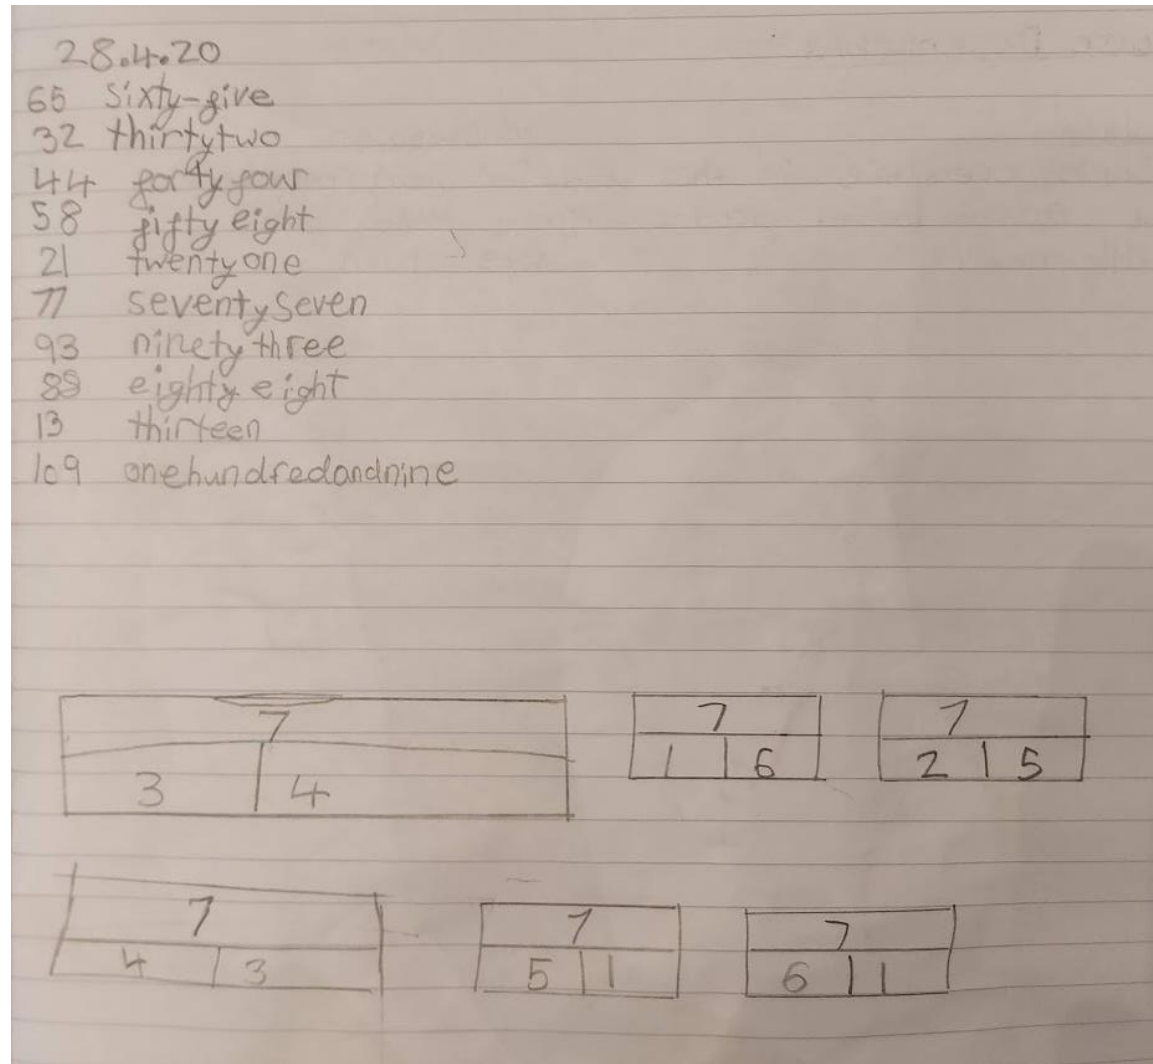 28.4.20
65 sixty-five
32 thirtytwo
44 forty four
58 fifty eight
21 twenty one
77 seventy seven
93 ninety three
88 eighty eight
13 thirteen
109 onehundredandnine
7
3 4
7
1 6
7
2 5
7
4 3
7
5 1
7
6 1